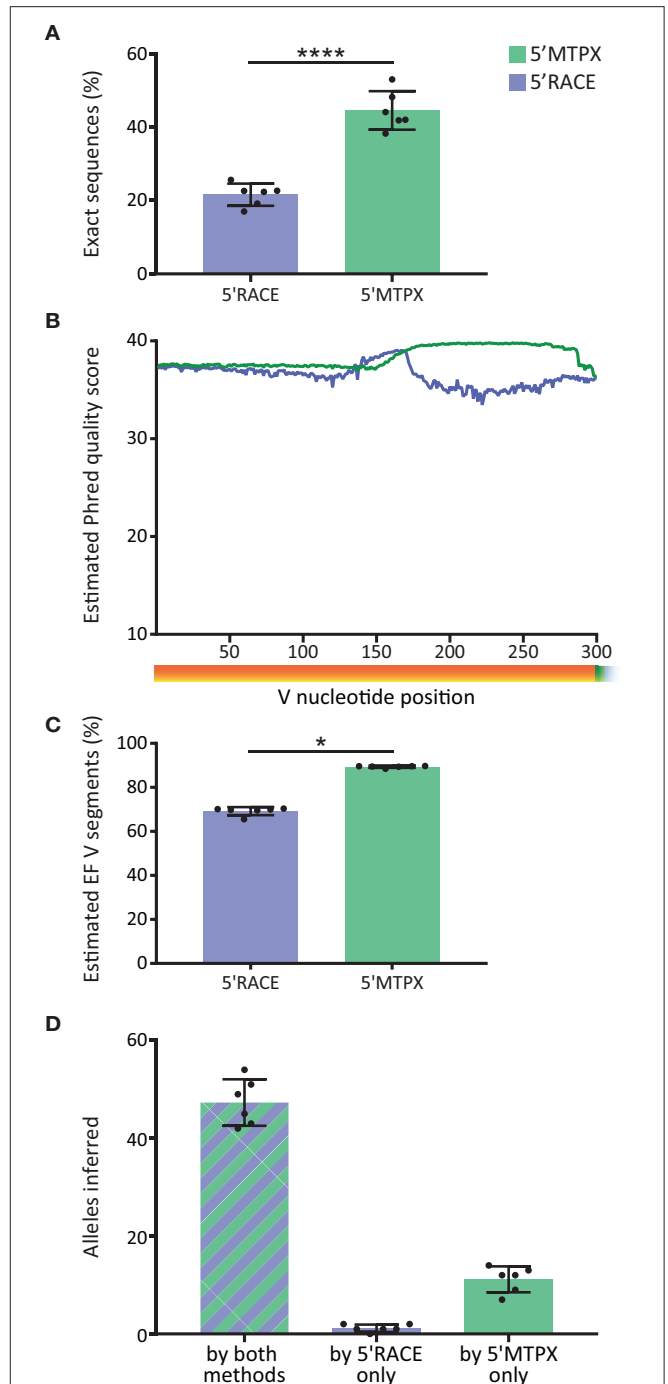 A
Exact sequences (%)
60
40
20
0
****
5'MTPX
5'RACE
5'RACE
5'MTPX
B
Estimated Phred quality score
40
30
20
10
50
100
150
200
250
300
V nucleotide position
C
Estimated EF V segments (%)
100
80
60
40
20
0
*
5'RACE
5'MTPX
D
Alleles inferred
60
40
20
0
by both
methods
by 5'RACE
only
by 5'MTPX
only